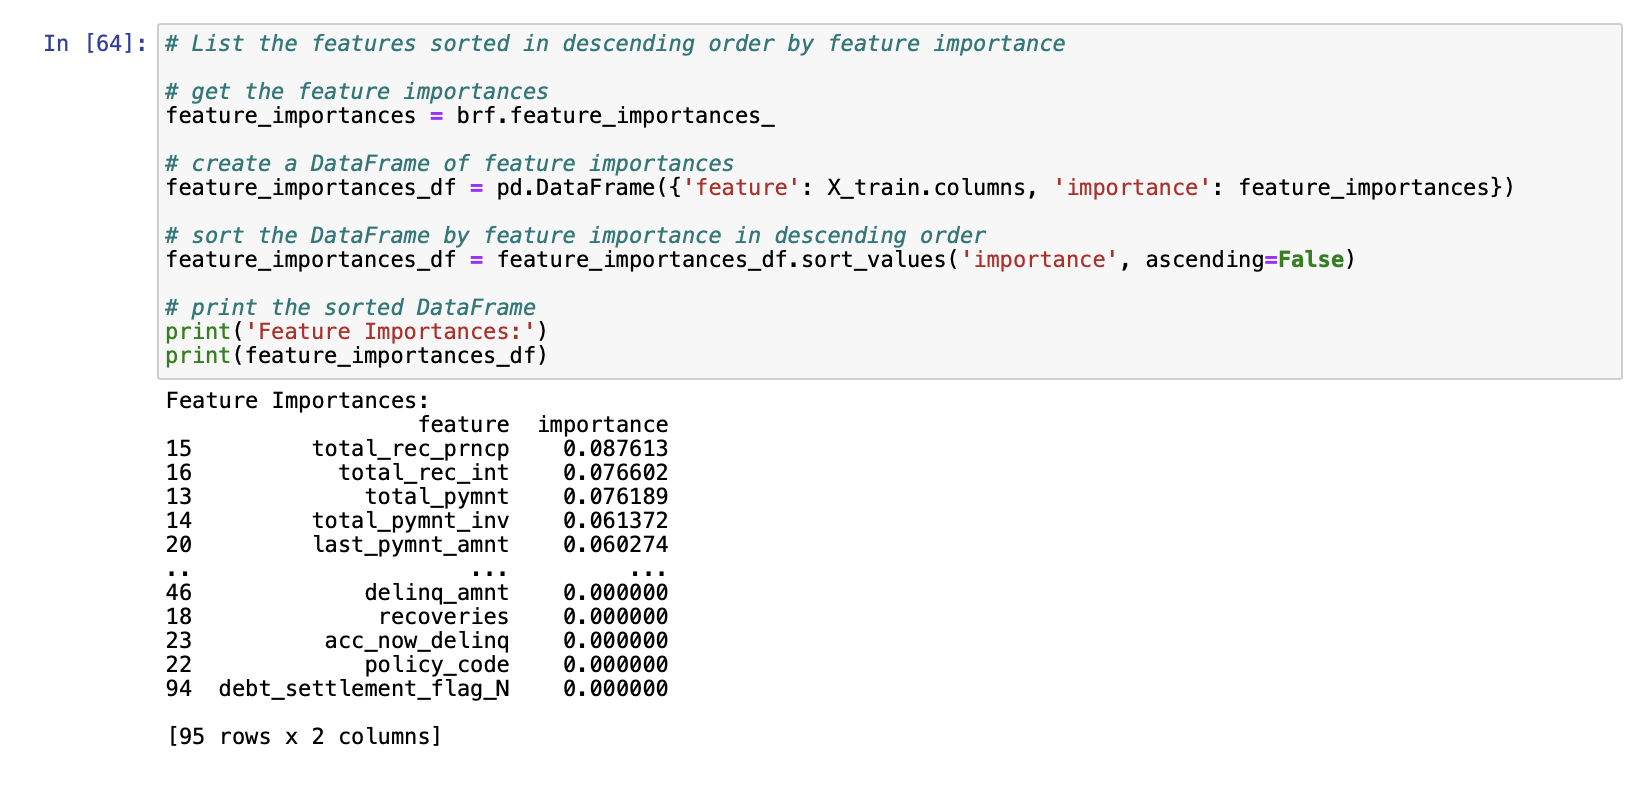 In [64]: # List the features sorted in descending order by feature importance
# get the feature importances
feature_importances = brf.feature_importances_
# create a DataFrame of feature importances
feature_importances_df = pd.DataFrame({'feature': X_train.columns, 'importance': feature_importances})
# sort the DataFrame by feature importance in descending order
feature_importances_df = feature_importances_df.sort_values('importance', ascending=False)
# print the sorted DataFrame
print('Feature Importances:')
print(feature_importances_df)
Feature Importances:
feature importance
15 total_rec_prncp 0.087613
16 total_rec_int 0.076602
13 total_pymnt 0.076189
14 total_pymnt_inv 0.061372
20 last_pymnt_amnt 0.060274
.. ... ...
46 delinq_amnt 0.000000
18 recoveries 0.000000
23 acc_now_delinq 0.000000
22 policy_code 0.000000
94 debt_settlement_flag_N 0.000000
[95 rows x 2 columns]